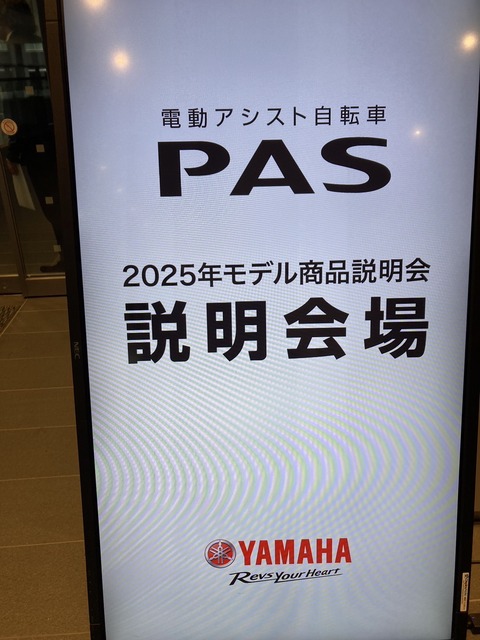 電動アシスト自転車
PAS
2025年モデル商品説明会
説明会場
YAMAHA
Revs Your Heart
NEC